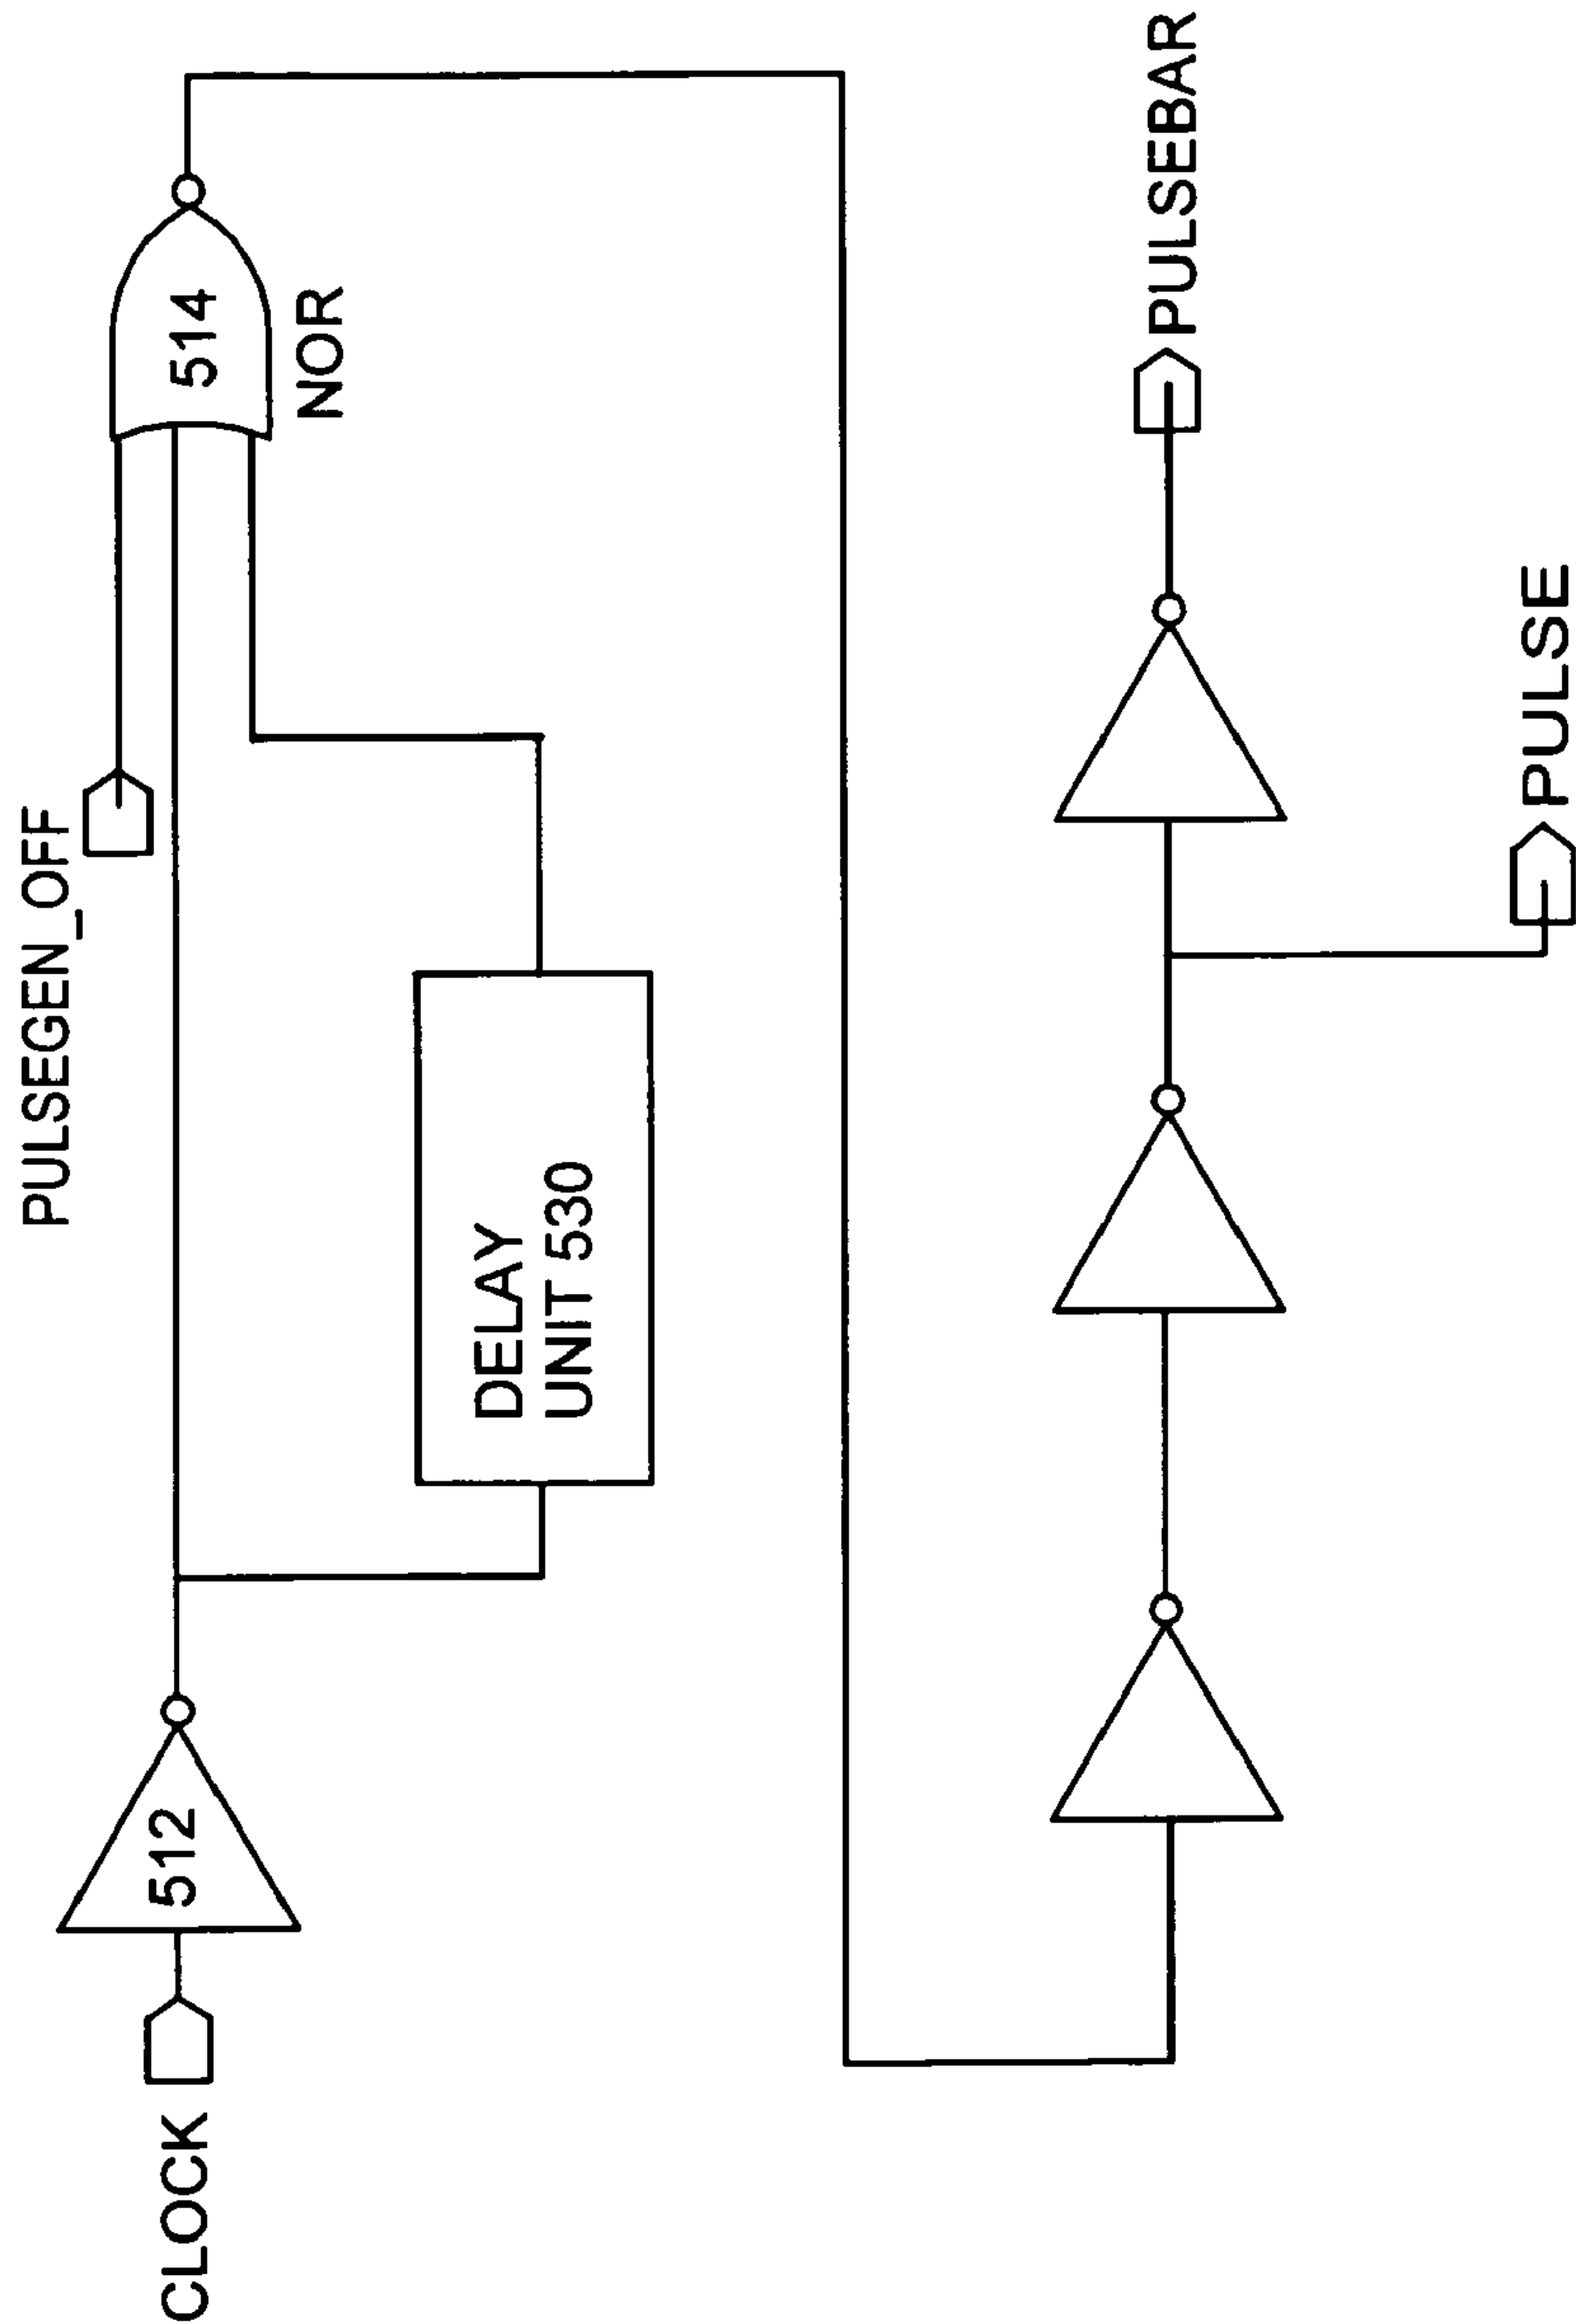 PULSEGEN_OFF
CLOCK
512
514
NOR
DELAY
UNIT 530
PULSEBAR
PULSE